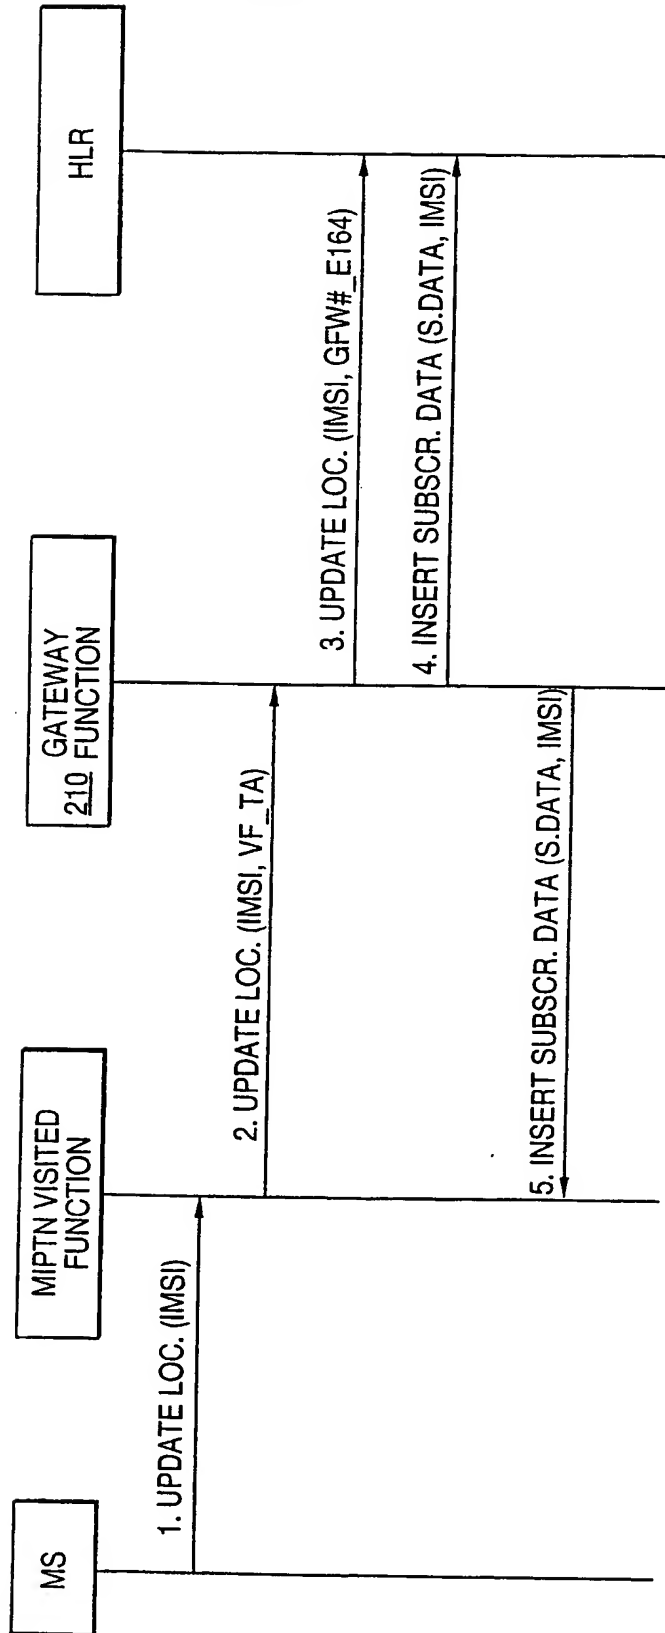 MS
MIPTN VISITED
FUNCTION
GATEWAY
210 FUNCTION
HLR
1. UPDATE LOC. (IMSI)
2. UPDATE LOC. (IMSI, VF_TA)
3. UPDATE LOC. (IMSI, GFW#_E164)
4. INSERT SUBSCR. DATA (S.DATA, IMSI)
5. INSERT SUBSCR. DATA (S.DATA, IMSI)